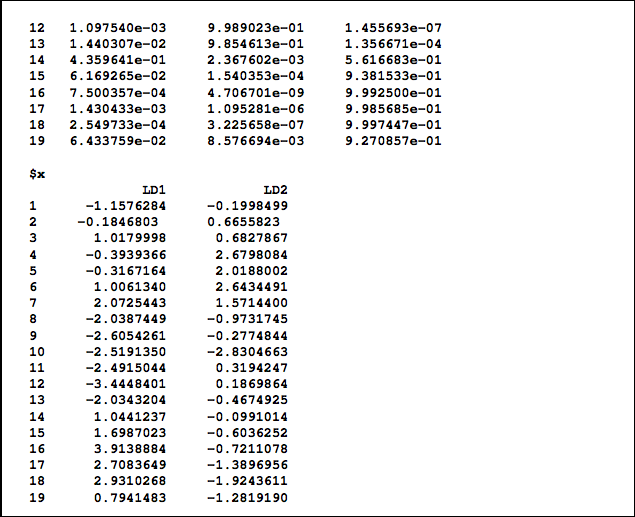 12 1.097540e-03 9.989023e-01 1.455693e-07
13 1.440307e-02 9.854613e-01 1.356671e-04
14 4.359641e-01 2.367602e-03 5.616683e-01
15 6.169265e-02 1.540353e-04 9.381533e-01
16 7.500357e-04 4.706701e-09 9.992500e-01
17 1.430433e-03 1.095281e-06 9.985685e-01
18 2.549733e-04 3.225658e-07 9.997447e-01
19 6.433759e-02 8.576694e-03 9.270857e-01
$x
LD1 LD2
1 -1.1576284 -0.1998499
2 -0.1846803 0.6655823
3 1.0179998 0.6827867
4 -0.3939366 2.6798084
5 -0.3167164 2.0188002
6 1.0061340 2.6434491
7 2.0725443 1.5714400
8 -2.0387449 -0.9731745
9 -2.6054261 -0.2774844
10 -2.5191350 -2.8304663
11 -2.4915044 0.3194247
12 -3.4448401 0.1869864
13 -2.0343204 -0.4674925
14 1.0441237 -0.0991014
15 1.6987023 -0.6036252
16 3.9138884 -0.7211078
17 2.7083649 -1.3896956
18 2.9310268 -1.9243611
19 0.7941483 -1.2819190